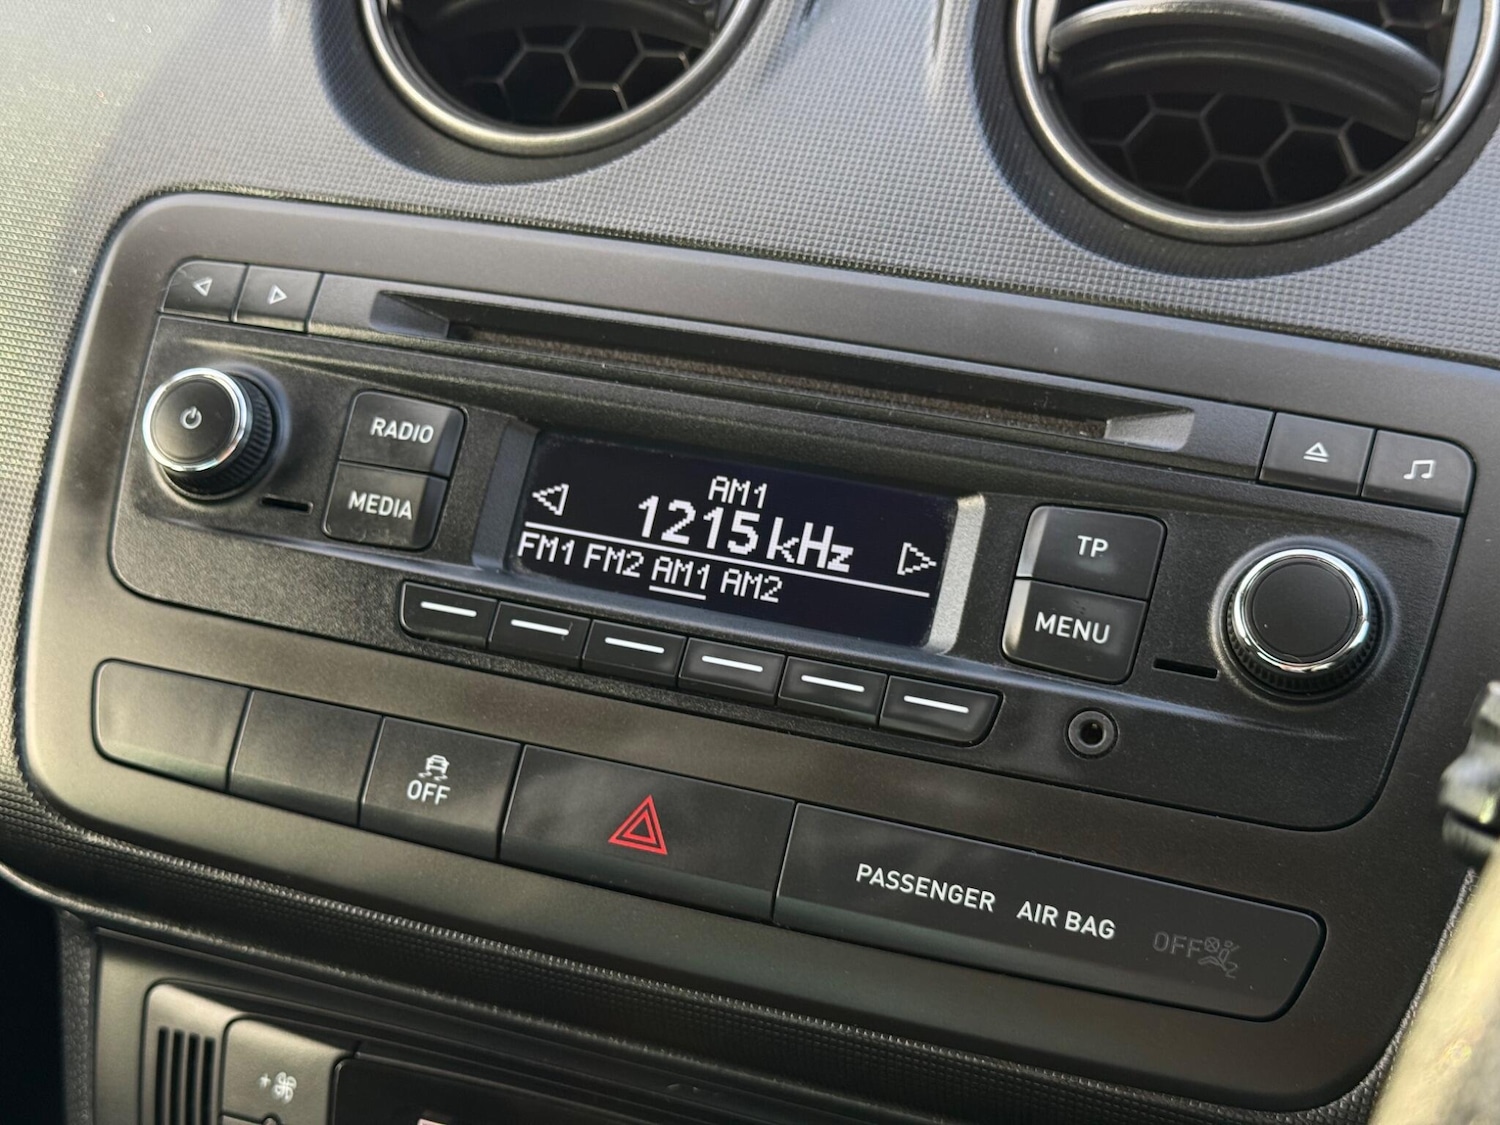 RADIO
MEDIA
AM1
1215 kHz
FM1 FM2 AM1 AM2
TP
MENU
OFF
PASSENGER AIR BAG OFF
+